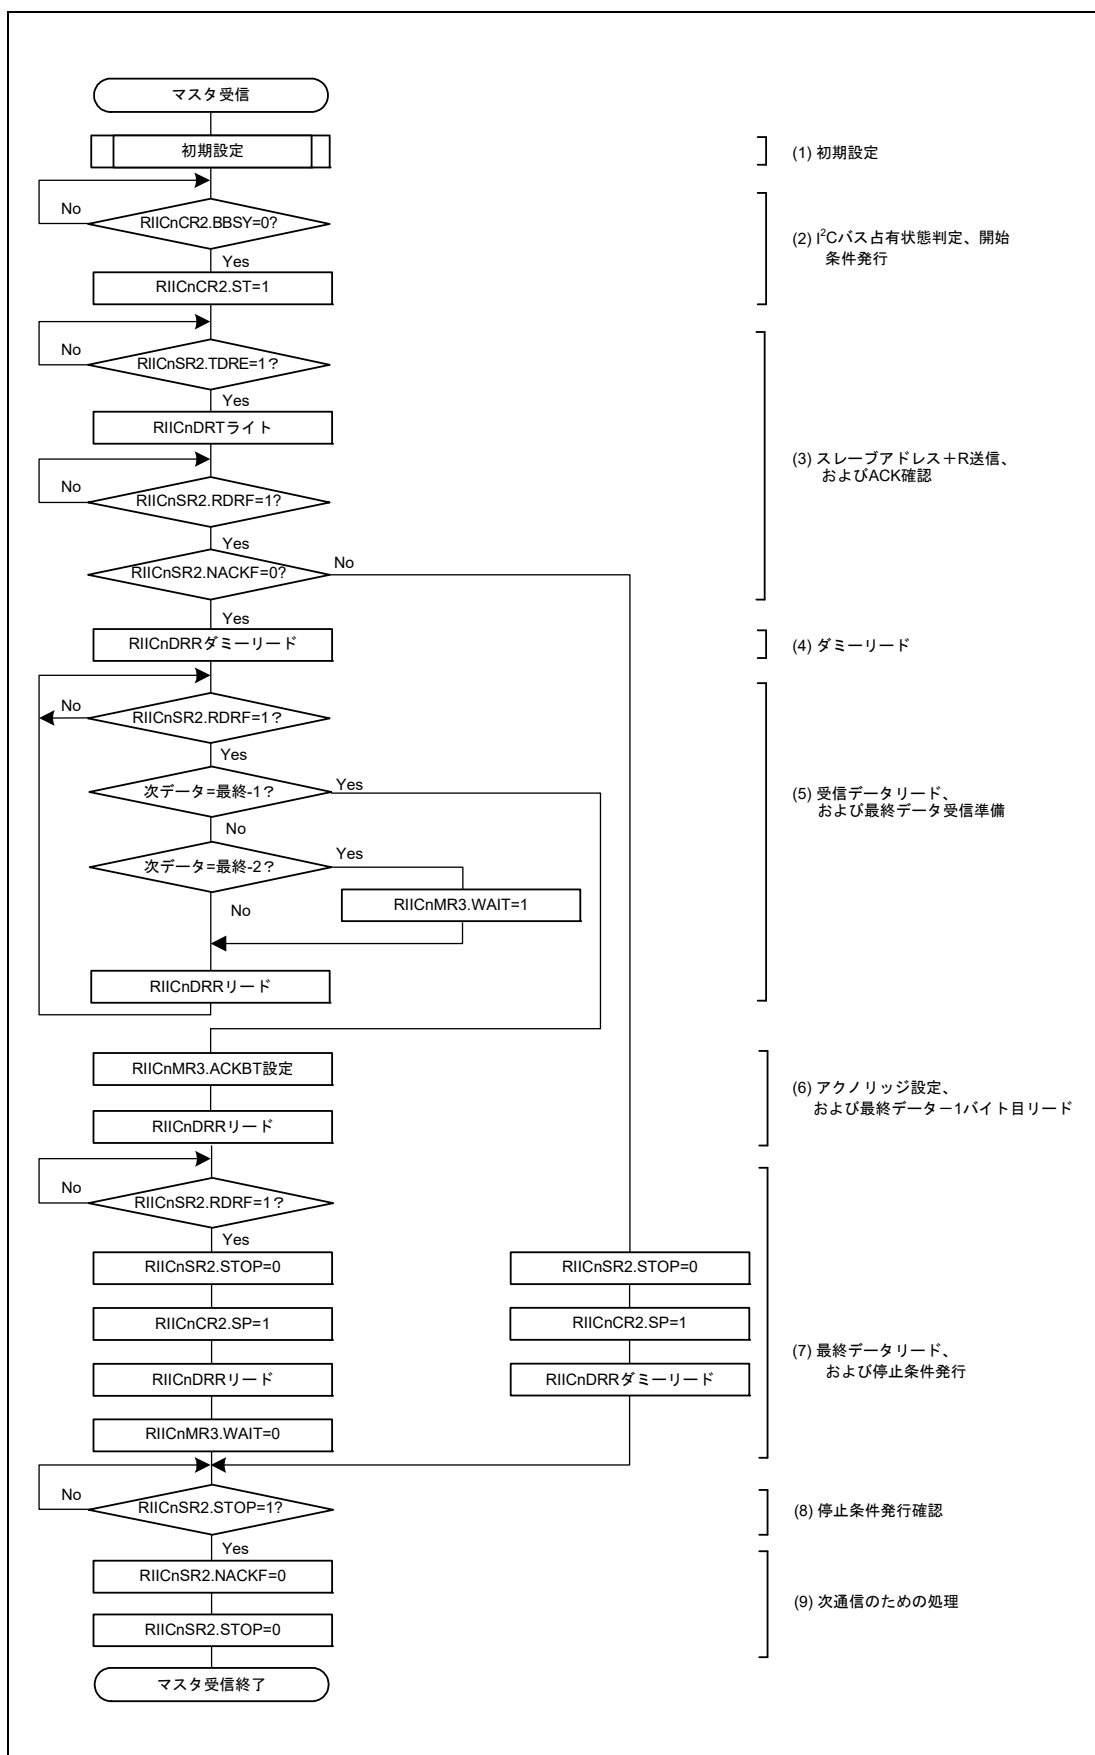 マスタ受信
初期設定
(1) 初期設定
No
RIICnCR2.BBSY=0?
Yes
RIICnCR2.ST=1
(2) I²Cバス占有状態判定、開始
条件発行
No
RIICnSR2.TDRE=1？
Yes
RIICnDRTライト
No
RIICnSR2.RDRF=1?
Yes
RIICnSR2.NACKF=0?
No
(3) スレーブアドレス＋R送信、
およびACK確認
Yes
RIICnDRRダミーリード
(4) ダミーリード
No
RIICnSR2.RDRF=1？
Yes
次データ=最終-1？
Yes
No
次データ=最終-2？
Yes
RIICnMR3.WAIT=1
No
RIICnDRRリード
(5) 受信データリード、
および最終データ受信準備
RIICnMR3.ACKBT設定
RIICnDRRリード
(6) アクノリッジ設定、
および最終データ－1バイト目リード
No
RIICnSR2.RDRF=1？
Yes
RIICnSR2.STOP=0
RIICnCR2.SP=1
RIICnDRRリード
RIICnMR3.WAIT=0
RIICnSR2.STOP=0
RIICnCR2.SP=1
RIICnDRRダミーリード
(7) 最終データリード、
および停止条件発行
No
RIICnSR2.STOP=1?
(8) 停止条件発行確認
Yes
RIICnSR2.NACKF=0
RIICnSR2.STOP=0
(9) 次通信のための処理
マスタ受信終了